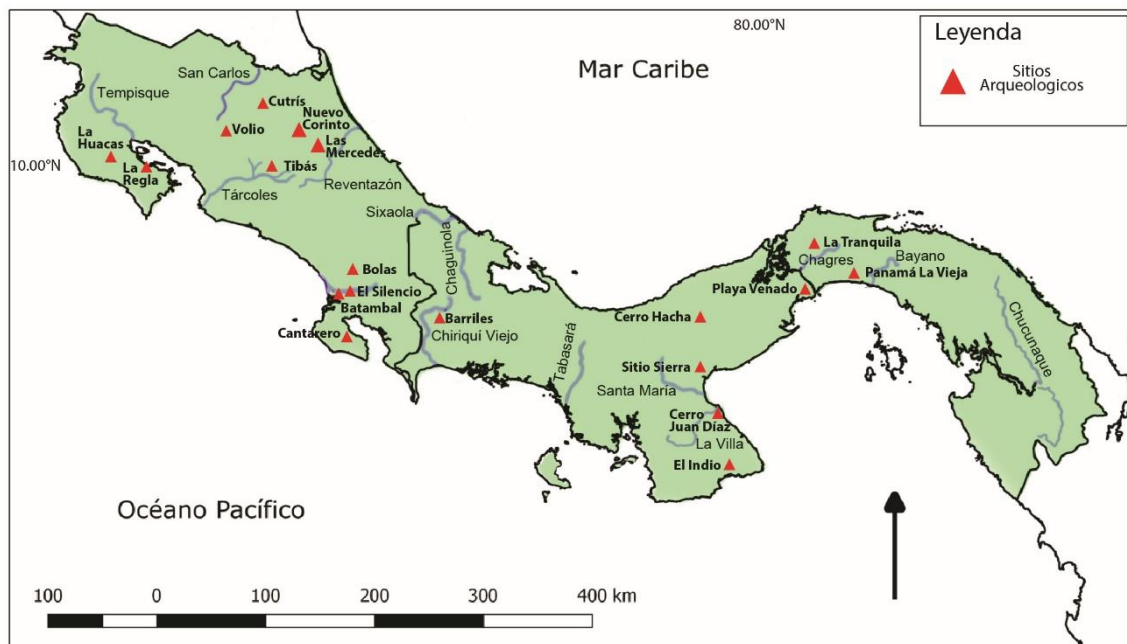 80.00°N
Leyenda
Sitios
Arqueologicos
Mar Caribe
San Carlos
Tempisque
Cutrís
Nuevo
Corinto
Volio
Las
Mercedes
La
Huacas
10.00°N
La
Regla
Tibás
Reventazón
Tárcoles
Sixaola
Chaguinola
La Tranquila
Chagres
Bayano
Panamá La Vieja
Bolas
El Silencio
Batambal
Playa Venado
Barriles
Cerro Hacha
Chiriquí Viejo
Cantarero
Tabasará
Chucunaque
Sitio Sierra
Santa María
Cerro
Juan Díaz
La Villa
El Indio
Océano Pacífico
100 0 100 200 300 400 km